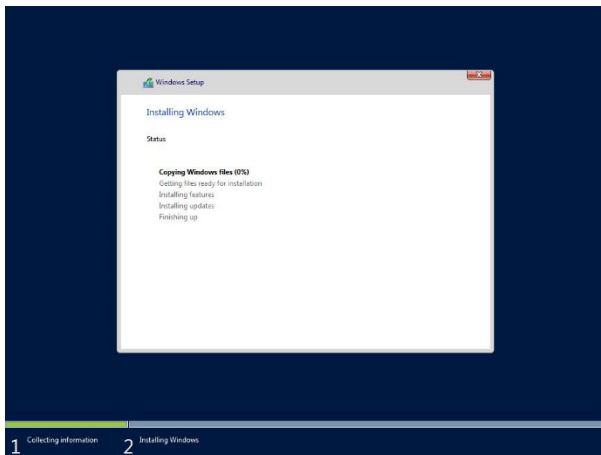 Windows Setup
Installing Windows
Status
Copying Windows files (0%)
Getting files ready for installation
Installing features
Installing updates
Finishing up
1 Collecting information 2 Installing Windows